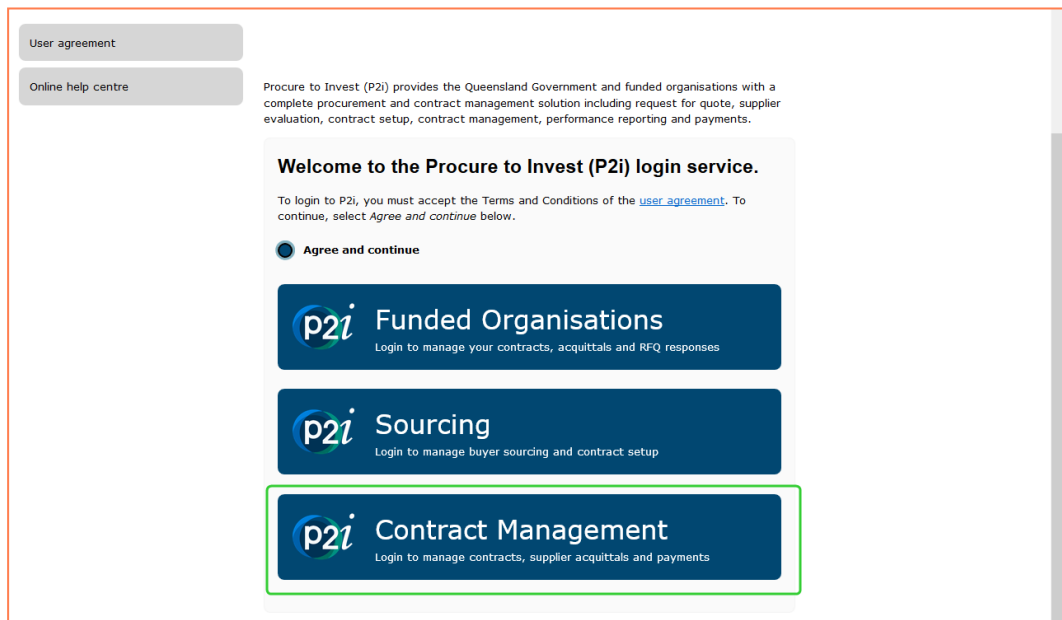 User agreement
Online help centre
Procure to Invest (P2i) provides the Queensland Government and funded organisations with a
complete procurement and contract management solution including request for quote, supplier
evaluation, contract setup, contract management, performance reporting and payments.
Welcome to the Procure to Invest (P2i) login service.
To login to P2i, you must accept the Terms and Conditions of the user agreement. To
continue, select Agree and continue below.
Agree and continue
p2i
Funded Organisations
Login to manage your contracts, acquittals and RFQ responses
p2i
Sourcing
Login to manage buyer sourcing and contract setup
p2i
Contract Management
Login to manage contracts, supplier acquittals and payments